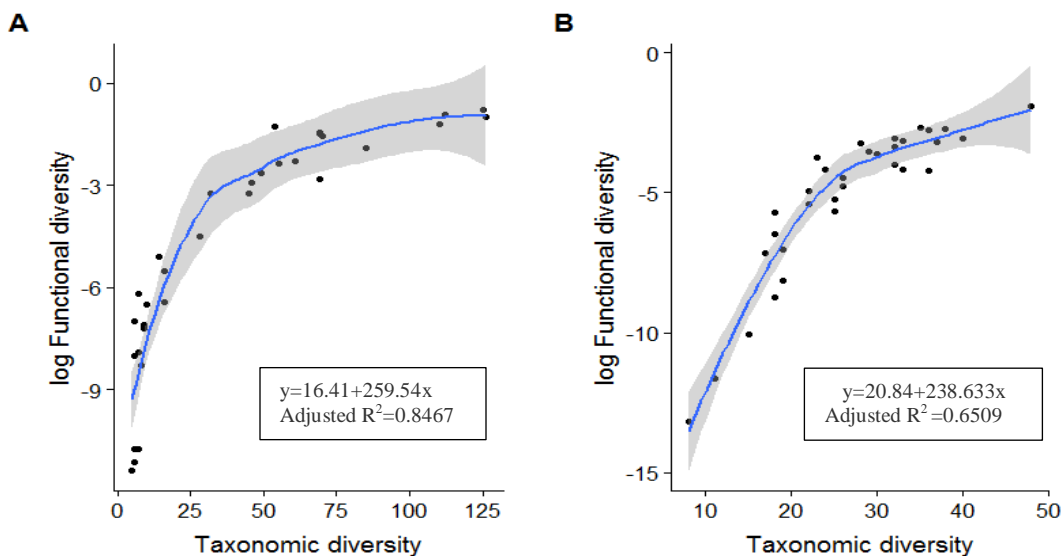 A
B
log Functional diversity
0
-3
-6
-9
y=16.41+259.54x
Adjusted R²=0.8467
0 25 50 75 100 125
Taxonomic diversity
log Functional diversity
0
-5
-10
-15
y=20.84+238.633x
Adjusted R²=0.6509
10 20 30 40 50
Taxonomic diversity